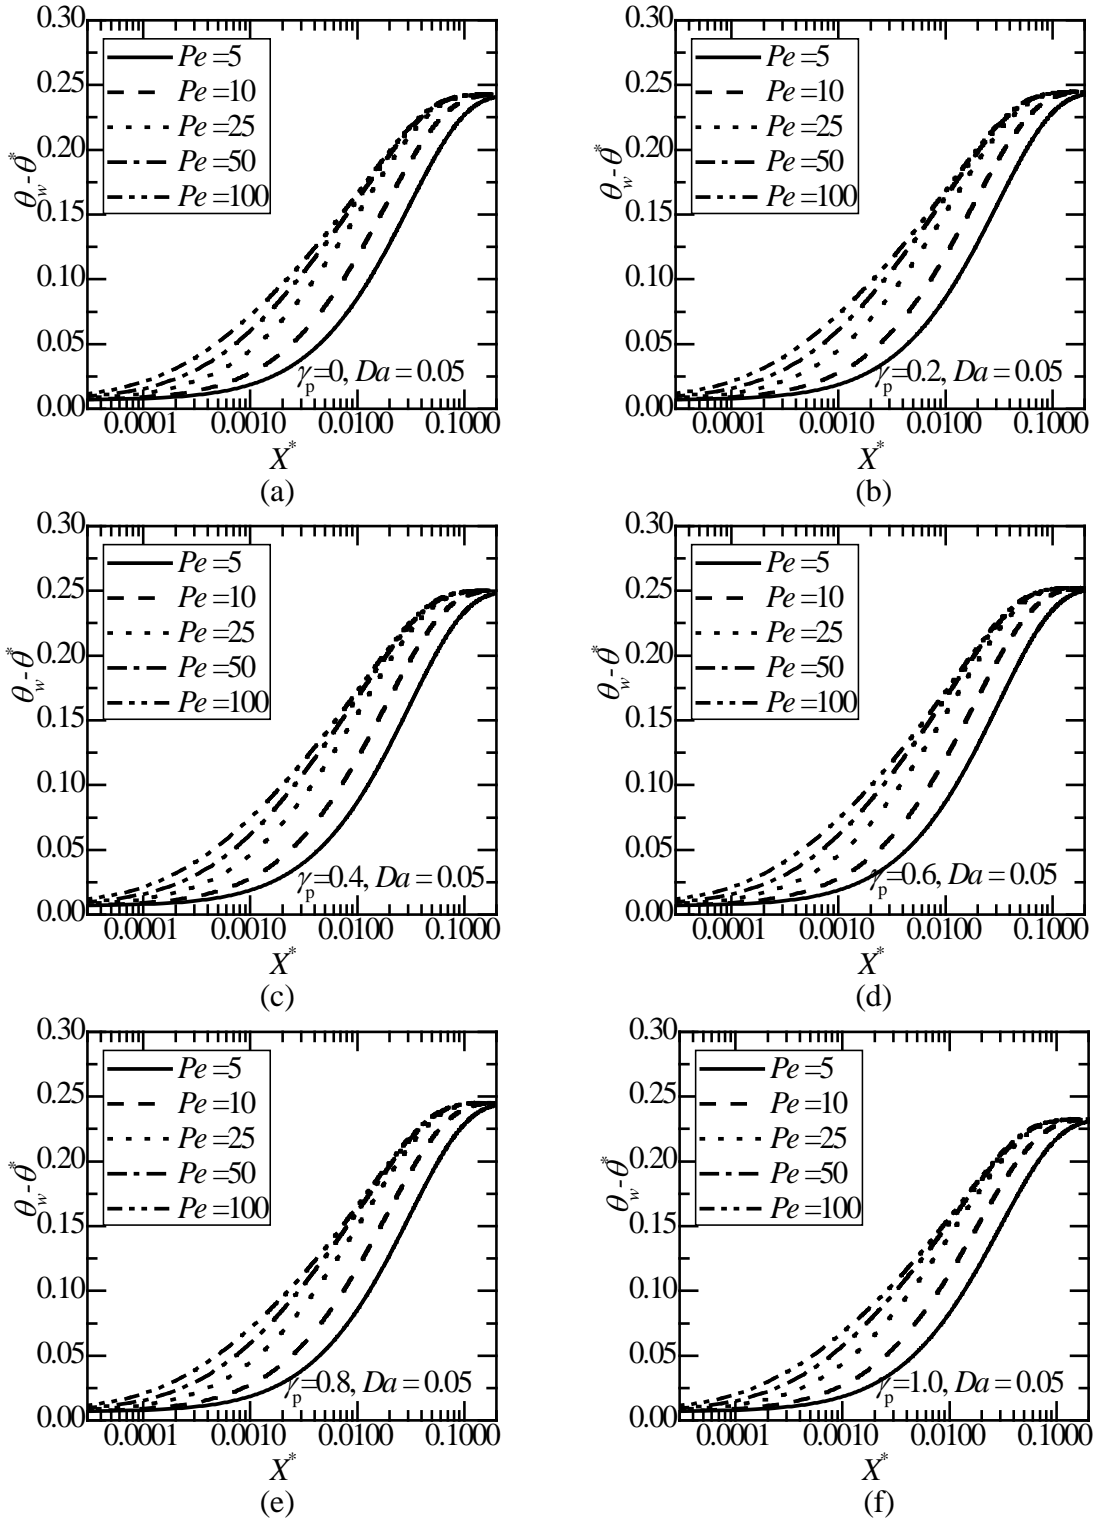 0.30
0.25
0.20
0.15
0.10
0.05
0.00
θw-θ*
Pe=5
Pe=10
Pe=25
Pe=50
Pe=100
γp=0, Da=0.05
0.0001 0.0010 0.0100 0.1000
X*
(a)
0.30
0.25
0.20
0.15
0.10
0.05
0.00
θw-θ*
Pe=5
Pe=10
Pe=25
Pe=50
Pe=100
γp=0.2, Da=0.05
0.0001 0.0010 0.0100 0.1000
X*
(b)
0.30
0.25
0.20
0.15
0.10
0.05
0.00
θw-θ*
Pe=5
Pe=10
Pe=25
Pe=50
Pe=100
γp=0.4, Da=0.05
0.0001 0.0010 0.0100 0.1000
X*
(c)
0.30
0.25
0.20
0.15
0.10
0.05
0.00
θw-θ*
Pe=5
Pe=10
Pe=25
Pe=50
Pe=100
γp=0.6, Da=0.05
0.0001 0.0010 0.0100 0.1000
X*
(d)
0.30
0.25
0.20
0.15
0.10
0.05
0.00
θw-θ*
Pe=5
Pe=10
Pe=25
Pe=50
Pe=100
γp=0.8, Da=0.05
0.0001 0.0010 0.0100 0.1000
X*
(e)
0.30
0.25
0.20
0.15
0.10
0.05
0.00
θw-θ*
Pe=5
Pe=10
Pe=25
Pe=50
Pe=100
γp=1.0, Da=0.05
0.0001 0.0010 0.0100 0.1000
X*
(f)